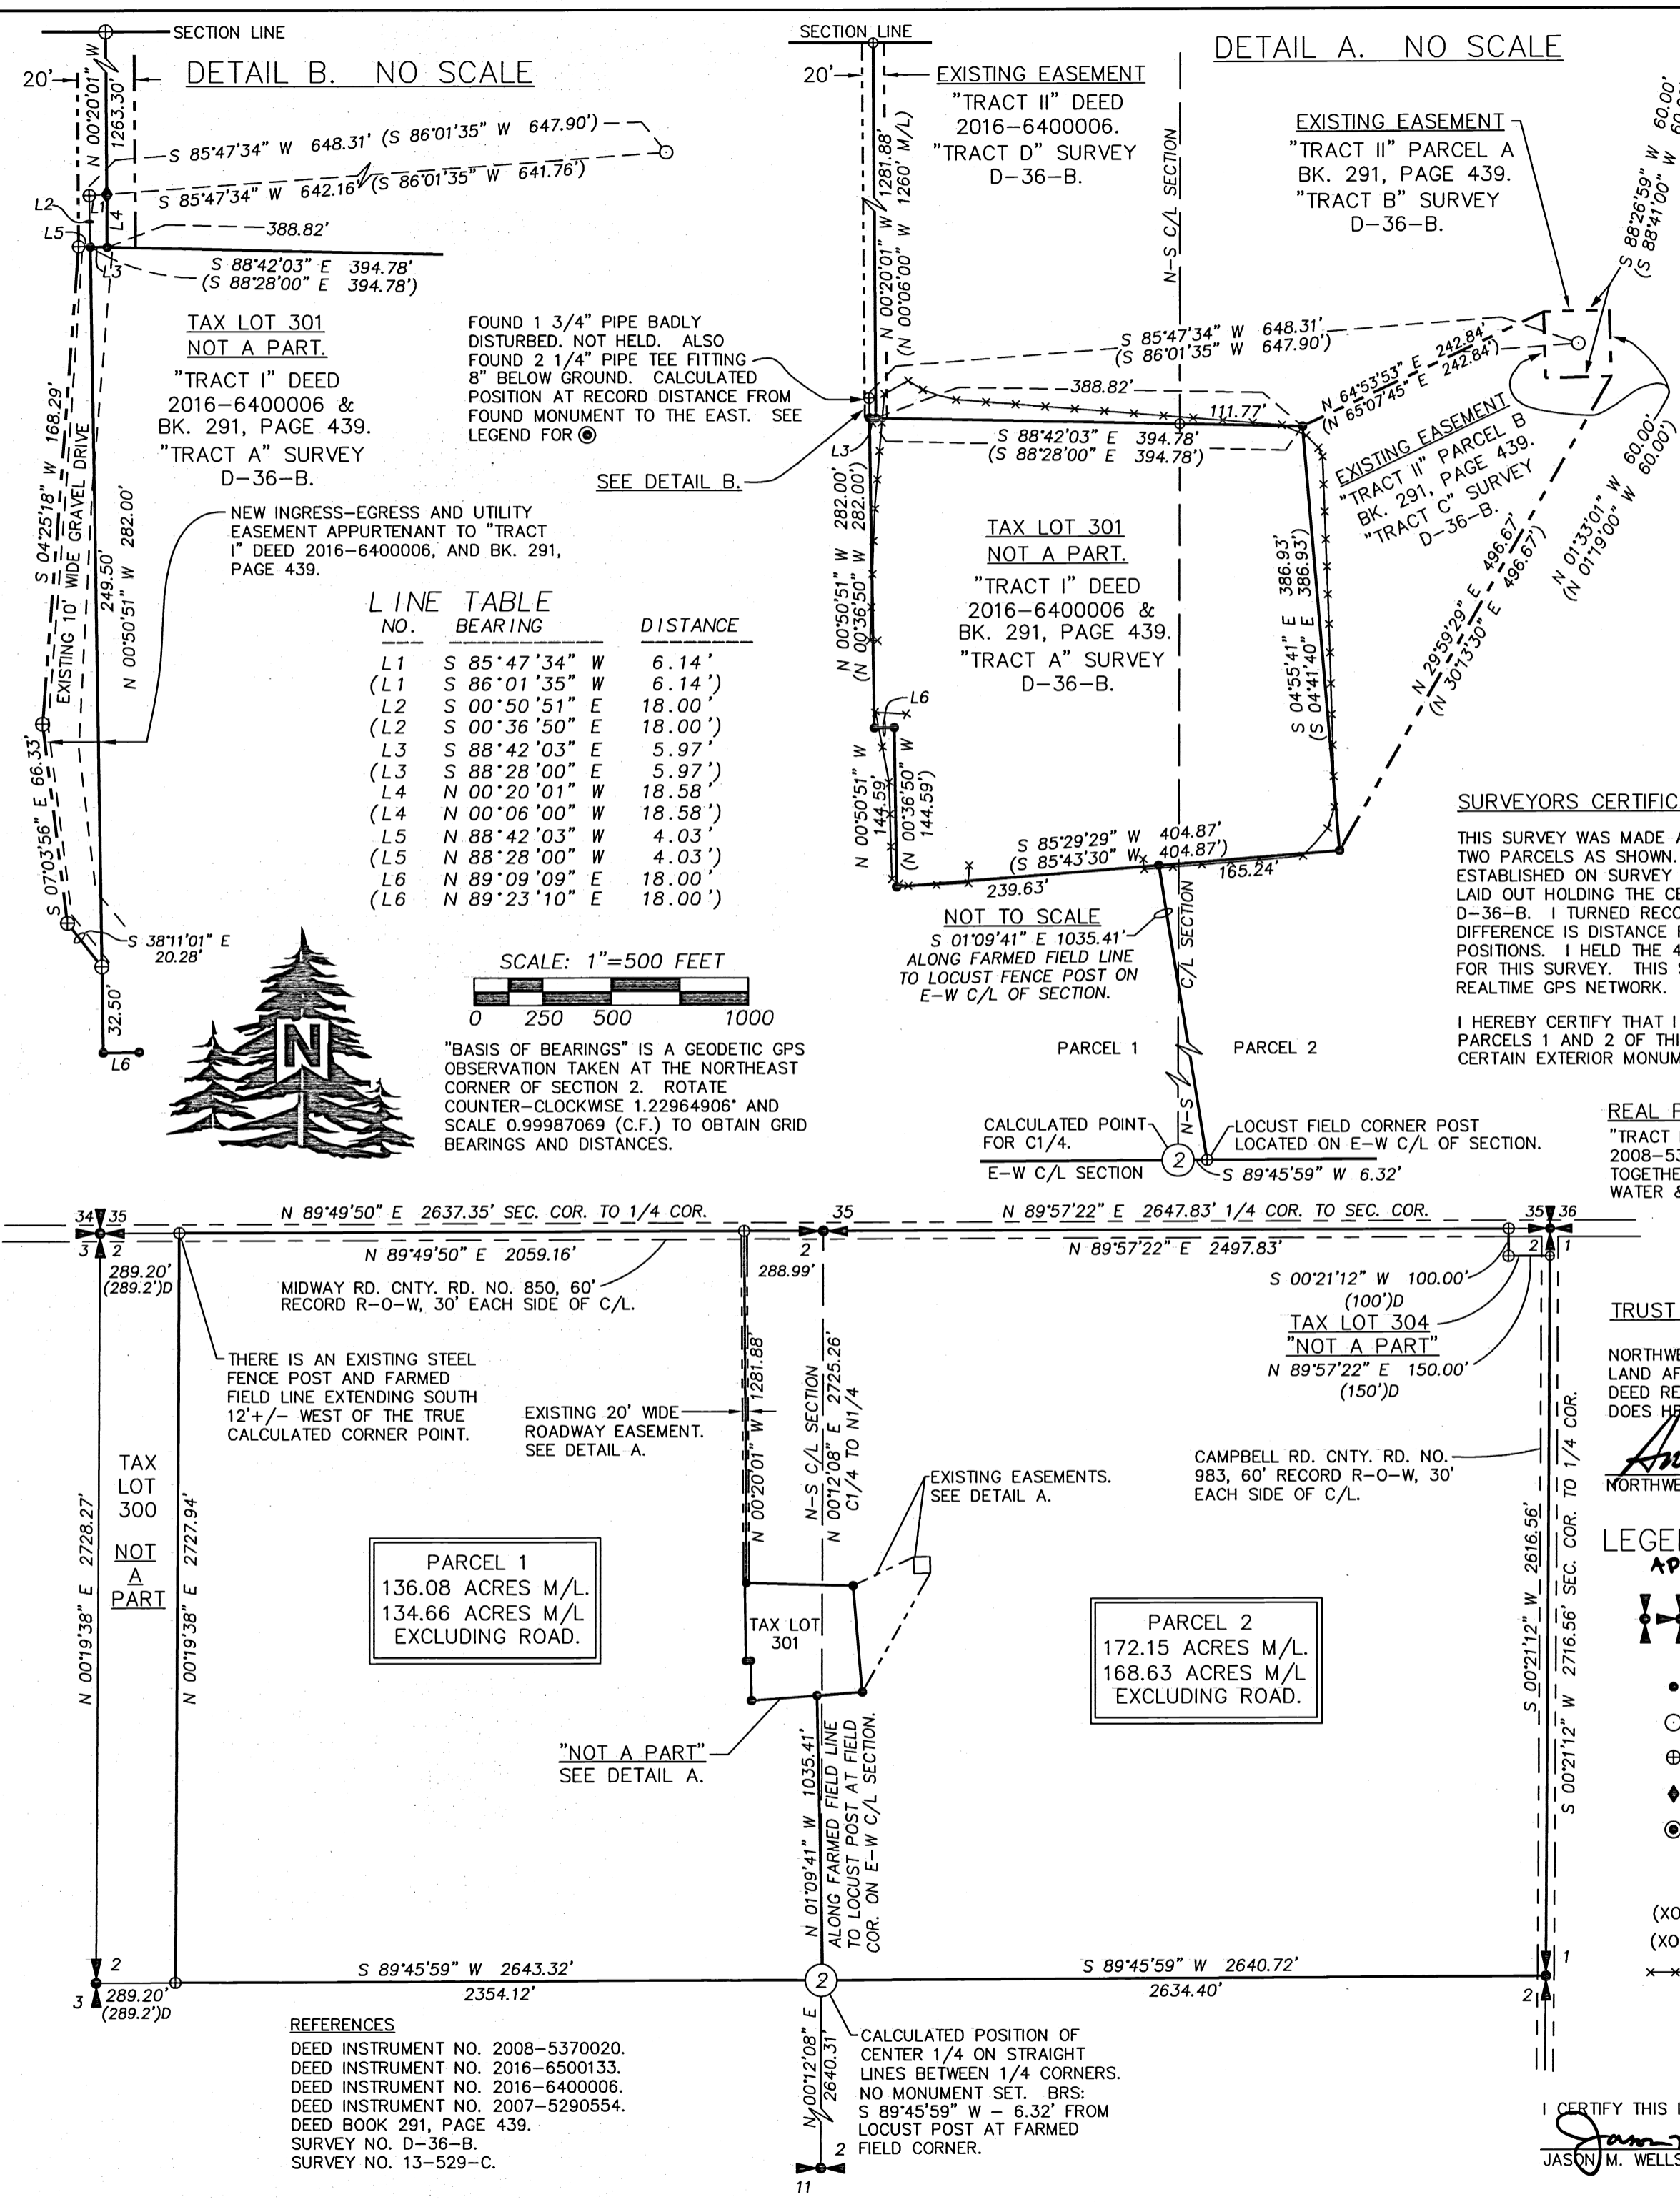 SECTION LINE
DETAIL B. NO SCALE
20'
N 00°20'01" W
1263.30'
S 85°47'34" W 648.31' (S 86°01'35" W 647.90')
S 85°47'34" W 642.16' (S 86°01'35" W 641.76')
L2
L1
L4
L5
L3
388.82'
S 88°42'03" E 394.78'
(S 88°28'00" E 394.78')
TAX LOT 301
NOT A PART.
"TRACT I" DEED
2016-6400006 &
BK. 291, PAGE 439.
"TRACT A" SURVEY
D-36-B.
S 04°25'18" W 168.29'
EXISTING 10' WIDE GRAVEL DRIVE
249.50'
N 00°50'51" W 282.00'
NEW INGRESS-EGRESS AND UTILITY
EASEMENT APPURTENANT TO "TRACT
I" DEED 2016-6400006, AND BK. 291,
PAGE 439.
S 07°03'56" E 66.33'
S 38°11'01" E
20.28'
32.50'
L6
FOUND 1 3/4" PIPE BADLY
DISTURBED. NOT HELD. ALSO
FOUND 2 1/4" PIPE TEE FITTING
8" BELOW GROUND. CALCULATED
POSITION AT RECORD DISTANCE FROM
FOUND MONUMENT TO THE EAST. SEE
LEGEND FOR
SEE DETAIL B.
LINE TABLE
NO. BEARING DISTANCE
L1 S 85°47'34" W 6.14'
(L1 S 86°01'35" W 6.14')
L2 S 00°50'51" E 18.00'
(L2 S 00°36'50" E 18.00')
L3 S 88°42'03" E 5.97'
(L3 S 88°28'00" E 5.97')
L4 N 00°20'01" W 18.58'
(L4 N 00°06'00" W 18.58')
L5 N 88°42'03" W 4.03'
(L5 N 88°28'00" W 4.03')
L6 N 89°09'09" E 18.00'
(L6 N 89°23'10" E 18.00')
N
SCALE: 1"=500 FEET
0 250 500 1000
"BASIS OF BEARINGS" IS A GEODETIC GPS
OBSERVATION TAKEN AT THE NORTHEAST
CORNER OF SECTION 2. ROTATE
COUNTER-CLOCKWISE 1.22964906° AND
SCALE 0.99987069 (C.F.) TO OBTAIN GRID
BEARINGS AND DISTANCES.
SECTION LINE
DETAIL A. NO SCALE
20'
EXISTING EASEMENT
"TRACT II" DEED
2016-6400006.
"TRACT D" SURVEY
D-36-B.
N 00°20'01" W 1281.88'
(N 00°06'00" W 1260' M/L)
N-S C/L SECTION
EXISTING EASEMENT
"TRACT II" PARCEL A
BK. 291, PAGE 439.
"TRACT B" SURVEY
D-36-B.
S 88°26'59" W 60.00'
(S 88°41'00" W 60.00'
S 85°47'34" W 648.31'
(S 86°01'35" W 647.90')
N 64°53'53" E 242.84'
(N 65°07'45" E 242.84')
388.82'
111.77'
S 88°42'03" E 394.78'
(S 88°28'00" E 394.78')
L3
EXISTING EASEMENT
"TRACT II" PARCEL B
BK. 291, PAGE 439.
"TRACT C" SURVEY
D-36-B.
N 01°33'01" W 60.00'
(N 01°19'00" W 60.00')
N 00°50'51" W 282.00'
(N 00°36'50" W 282.00')
TAX LOT 301
NOT A PART.
"TRACT I" DEED
2016-6400006 &
BK. 291, PAGE 439.
"TRACT A" SURVEY
D-36-B.
S 04°55'41" E 386.93'
(S 04°41'40" E 386.93')
N 29°59'29" E 496.67'
(N 30°13'30" E 496.67')
L6
N 00°50'51" W
144.59'
(N 00°36'50" W
144.59')
S 85°29'29" W 404.87'
(S 85°43'30" W 404.87')
239.63'
165.24'
NOT TO SCALE
S 01°09'41" E 1035.41'
ALONG FARMED FIELD LINE
TO LOCUST FENCE POST ON
E-W C/L OF SECTION.
C/L SECTION
N-S
PARCEL 1
PARCEL 2
CALCULATED POINT
FOR C1/4.
LOCUST FIELD CORNER POST
LOCATED ON E-W C/L OF SECTION.
E-W C/L SECTION
2
S 89°45'59" W 6.32'
SURVEYORS CERTIFIC
THIS SURVEY WAS MADE A
TWO PARCELS AS SHOWN.
ESTABLISHED ON SURVEY
LAID OUT HOLDING THE CE
D-36-B. I TURNED RECO
DIFFERENCE IS DISTANCE F
POSITIONS. I HELD THE 4
FOR THIS SURVEY. THIS S
REALTIME GPS NETWORK.
I HEREBY CERTIFY THAT I
PARCELS 1 AND 2 OF THI
CERTAIN EXTERIOR MONUM
REAL P
"TRACT
2008-53
TOGETHE
WATER &
34 35
3 2
N 89°49'50" E 2637.35' SEC. COR. TO 1/4 COR.
N 89°49'50" E 2059.16'
35
2
288.99'
N 89°57'22" E 2647.83' 1/4 COR. TO SEC. COR.
N 89°57'22" E 2497.83'
35 36
2 1
289.20'
(289.2')D
MIDWAY RD. CNTY. RD. NO. 850, 60'
RECORD R-O-W, 30' EACH SIDE OF C/L.
S 00°21'12" W 100.00'
(100')D
TAX LOT 304
"NOT A PART"
N 89°57'22" E 150.00'
(150')D
TRUST
NORTHWE
LAND AF
DEED RE
DOES HE
NORTHWE
THERE IS AN EXISTING STEEL
FENCE POST AND FARMED
FIELD LINE EXTENDING SOUTH
12'+/- WEST OF THE TRUE
CALCULATED CORNER POINT.
EXISTING 20' WIDE
ROADWAY EASEMENT.
SEE DETAIL A.
N 00°20'01" W 1281.88'
N-S C/L SECTION
N 00°12'08" E 2725.26'
C1/4 TO N1/4
EXISTING EASEMENTS.
SEE DETAIL A.
CAMPBELL RD. CNTY. RD. NO.
983, 60' RECORD R-O-W, 30'
EACH SIDE OF C/L.
TAX
LOT
300
NOT
A
PART
N 00°19'38" E 2728.27'
N 00°19'38" E 2727.94'
PARCEL 1
136.08 ACRES M/L.
134.66 ACRES M/L
EXCLUDING ROAD.
TAX LOT
301
PARCEL 2
172.15 ACRES M/L.
168.63 ACRES M/L
EXCLUDING ROAD.
S 00°21'12" W 2616.56'
S 00°21'12" W 2716.56' SEC. COR. TO 1/4 COR.
LEGE
AP
"NOT A PART"
SEE DETAIL A.
N 01°09'41" W 1035.41'
ALONG FARMED FIELD LINE
TO LOCUST POST AT FIELD
COR. ON E-W C/L SECTION.
(XO
(XO
2
3
289.20'
(289.2')D
S 89°45'59" W 2643.32'
2354.12'
2
S 89°45'59" W 2640.72'
2634.40'
1
2
REFERENCES
DEED INSTRUMENT NO. 2008-5370020.
DEED INSTRUMENT NO. 2016-6500133.
DEED INSTRUMENT NO. 2016-6400006.
DEED INSTRUMENT NO. 2007-5290554.
DEED BOOK 291, PAGE 439.
SURVEY NO. D-36-B.
SURVEY NO. 13-529-C.
N 00°12'08" E
2640.31'
CALCULATED POSITION OF
CENTER 1/4 ON STRAIGHT
LINES BETWEEN 1/4 CORNERS.
NO MONUMENT SET. BRS:
S 89°45'59" W - 6.32' FROM
LOCUST POST AT FARMED
FIELD CORNER.
2
11
I CERTIFY THIS
JASON M. WELLS